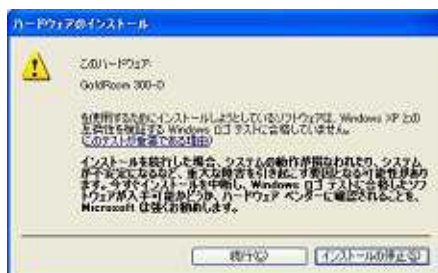 ハードウェアのインストール
このハードウェア:
GoldRoom 300-D
を使用するためにインストールしようとしているソフトウェアは、Windows XP との
互換性を検証する Windows ロゴ テストに合格していません。
(このテストが重要である理由)
インストールを続行した場合、システムの動作が損なわれたり、システム
が不安定になるなど、重大な障害を引き起こす要因となる可能性があり
ます。今すぐインストールを中断し、Windows ロゴ テストに合格したソフ
トウェアが入手可能かどうか、ハードウェア ベンダーに確認されることを、
Microsoft は強くお勧めします。
続行(C)
インストールの停止(S)